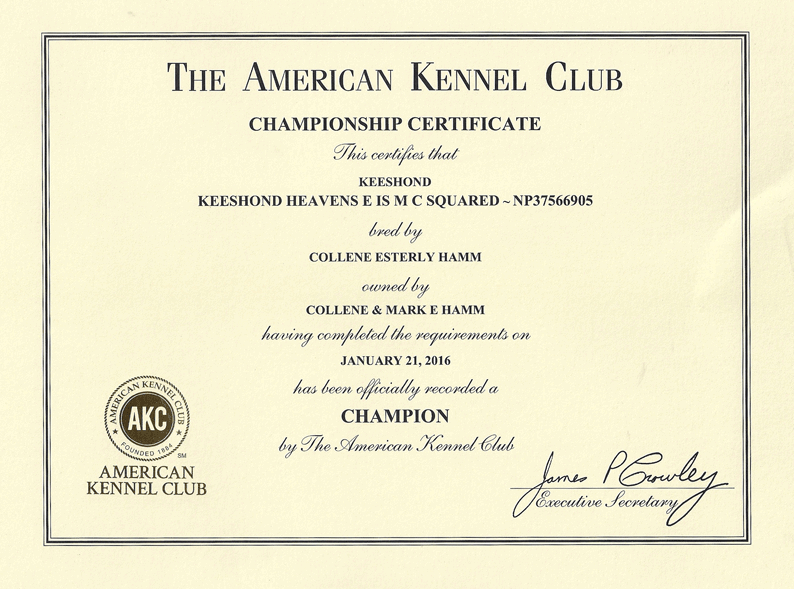 THE AMERICAN KENNEL CLUB
CHAMPIONSHIP CERTIFICATE
This certifies that
KEESHOND
KEESHOND HEAVENS E IS M C SQUARED ~ NP37566905
bred by
COLLENE ESTERLY HAMM
owned by
COLLENE & MARK E HAMM
having completed the requirements on
JANUARY 21, 2016
has been officially recorded a
CHAMPION
by The American Kennel Club
AMERICAN KENNEL CLUB
AKC
FOUNDED 1884
SM
AMERICAN
KENNEL CLUB
James P Crowley
Executive Secretary